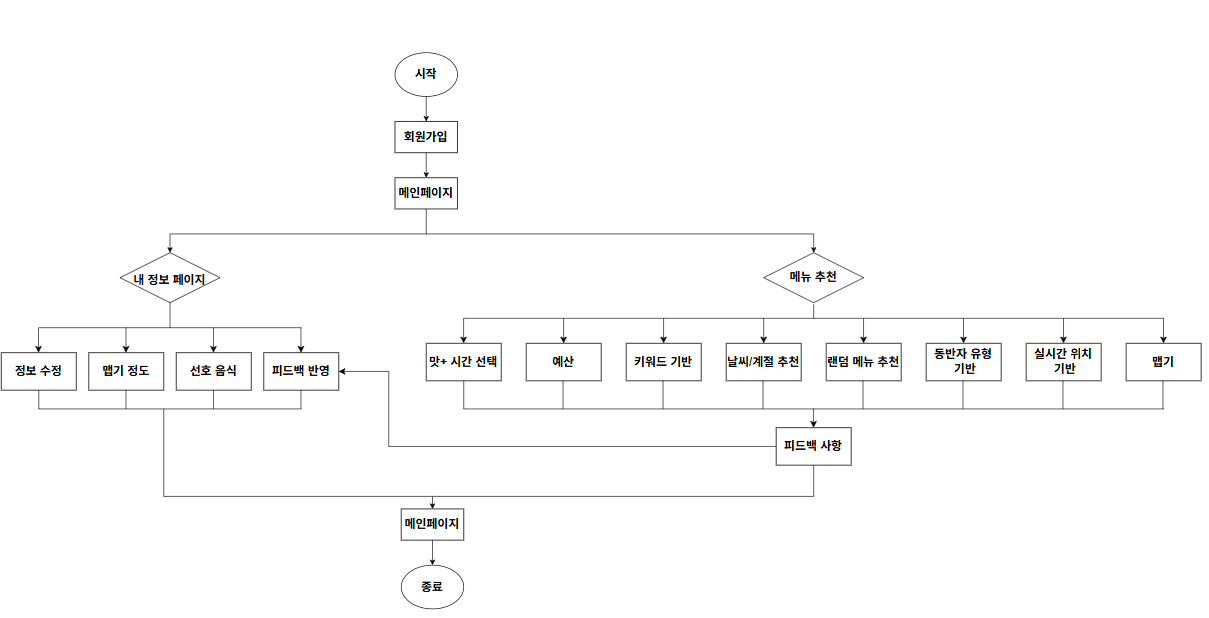 시작
회원가입
메인페이지
내 정보 페이지
메뉴 추천
정보 수정
맵기 정도
선호 음식
피드백 반영
맛+ 시간 선택
예산
키워드 기반
날씨/계절 추천
랜덤 메뉴 추천
동반자 유형
기반
실시간 위치
기반
맵기
피드백 사항
메인페이지
종료